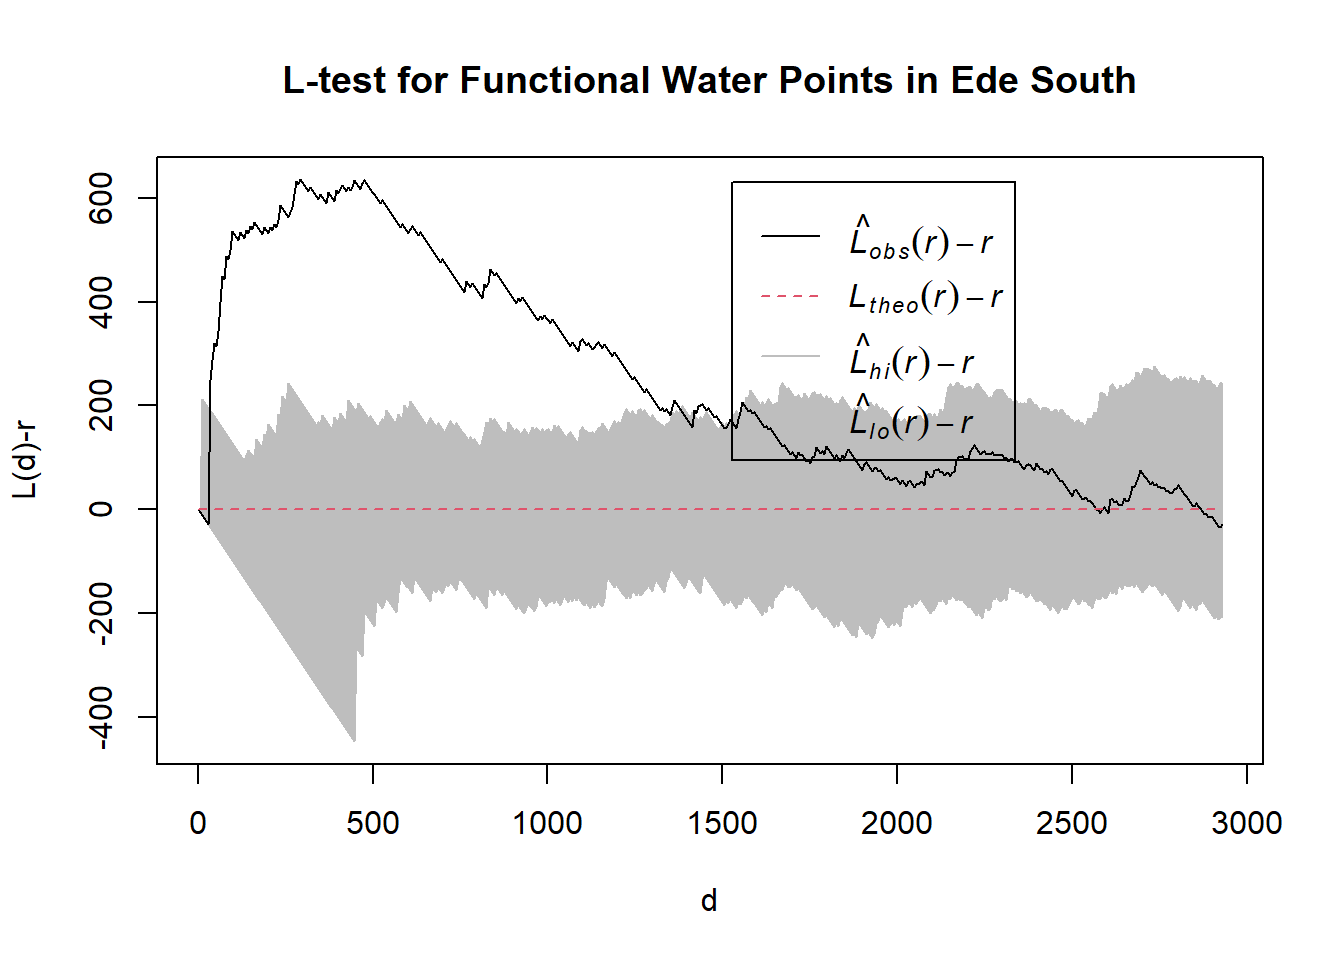 L-test for Functional Water Points in Ede South
L(d)-r
600
400
200
0
-200
-400
L̂obs(r) − r
Ltheo(r) − r
L̂hi(r) − r
L̂lo(r) − r
0 500 1000 1500 2000 2500 3000
d